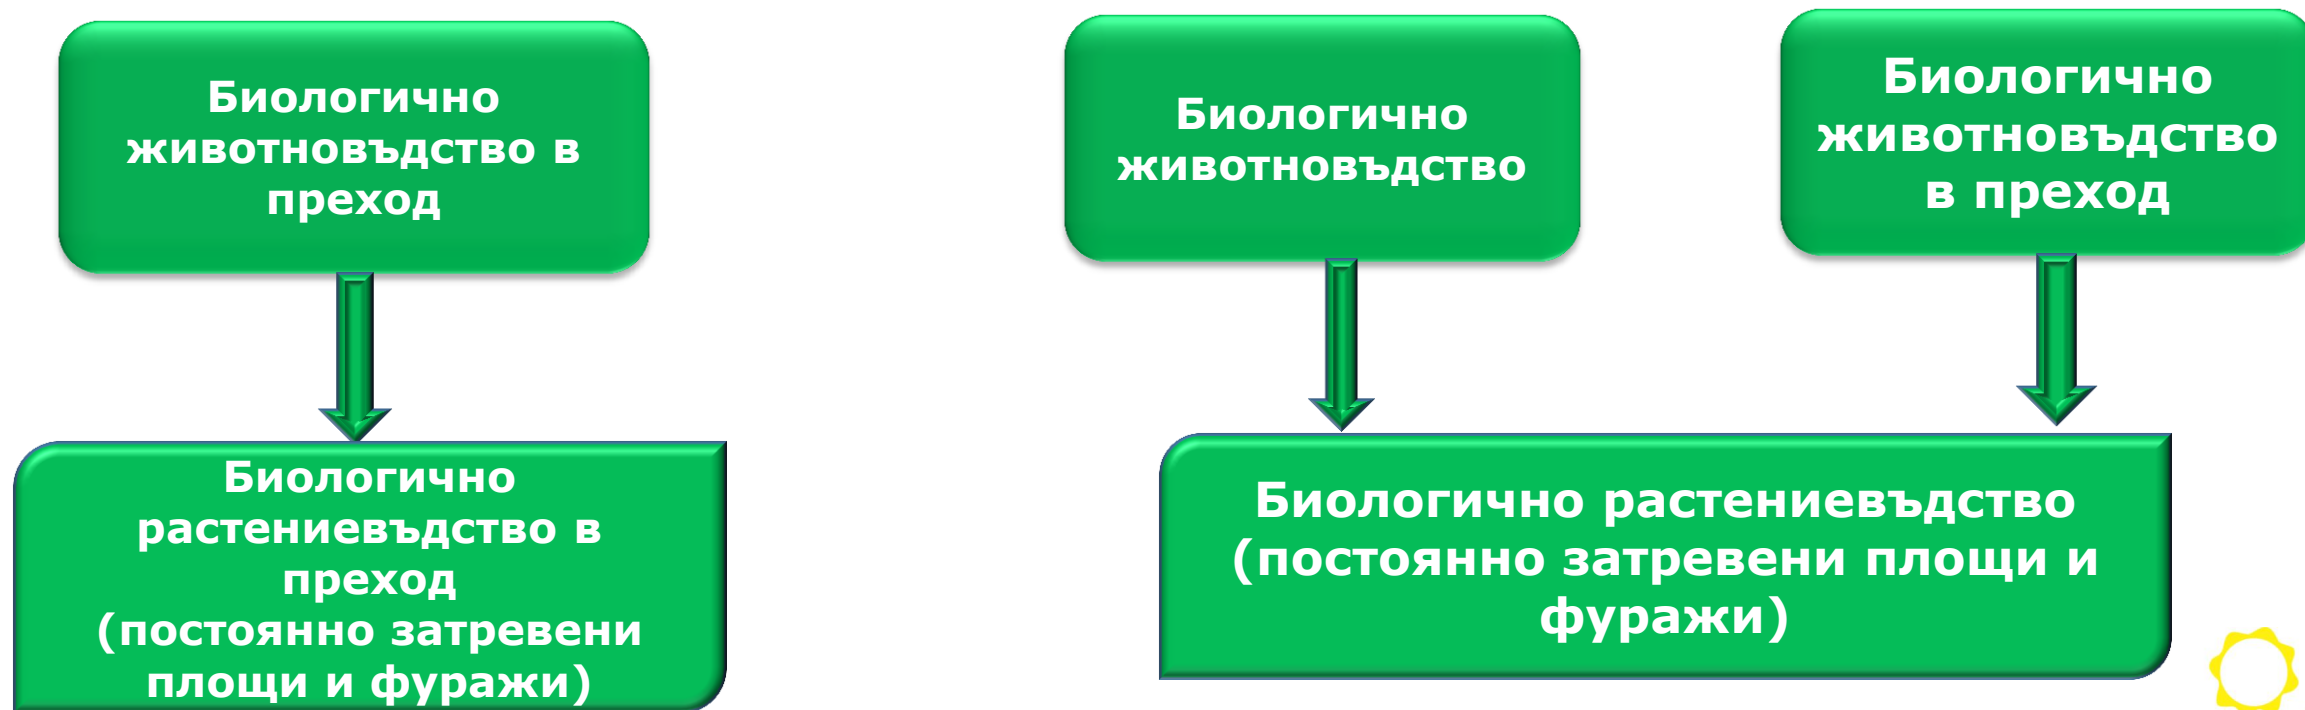 Биологично
животновъдство в
преход
Биологично
животновъдство
Биологично
животновъдство
в преход
Биологично
растениевъдство в
преход
(постоянно затревени
площи и фуражи)
Биологично растениевъдство
(постоянно затревени площи и
фуражи)